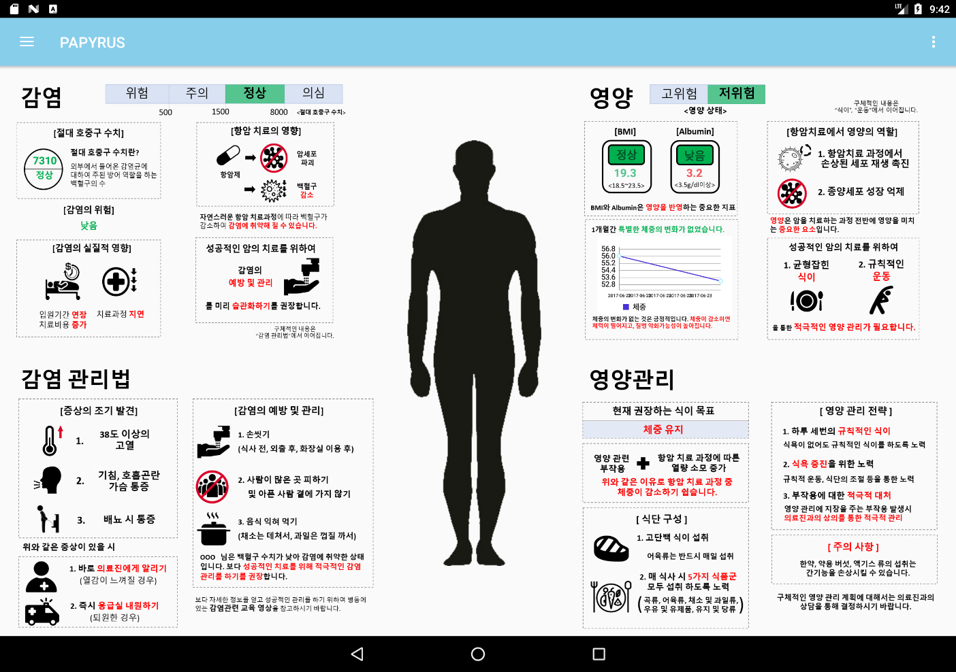 9:42
PAPYRUS
감염
위험 주의 정상 의심
500 1500 8000 <절대 호중구 수치>
[절대 호중구 수치]
7310
정상
절대 호중구 수치란?
외부에서 들어온 감염균에
대하여 주된 방어 역할을 하는
백혈구의 수
[감염의 위험]
낮음
[감염의 실질적 영향]
입원기간 연장
치료비용 증가
치료과정 지연
[항암 치료의 영향]
항암제
암세포
파괴
백혈구
감소
자연스러운 항암 치료과정에 따라 백혈구가
감소하여 감염에 취약해 질 수 있습니다.
성공적인 암의 치료를 위하여
감염의
예방 및 관리
를 미리 습관화하기를 권장합니다.
구체적인 내용은
"감염 관리법"에서 이어집니다.
영양
고위험 저위험
<영양 상태>
구체적인 내용은
"식이", "운동"에서 이어집니다.
[BMI] [Albumin]
정상 낮음
19.3 3.2
<18.5~23.5> <3.5g/dl이상>
BMI와 Albumin은 영양을 반영하는 중요한 지표
1개월간 특별한 체중의 변화가 없었습니다.
56.8
56.0
55.2
54.4
53.6
52.8
2017-06-23 2017-06-23 2017-06-23 2017-06-23
체중
체중의 변화가 없는 것은 긍정적입니다. 체중이 감소하면
체력이 떨어지고, 질병 악화가능성이 높아진니다.
[항암치료에서 영양의 역할]
1. 항암치료 과정에서
손상된 세포 재생 촉진
2. 종양세포 성장 억제
영양은 암을 치료하는 과정 전반에 영향을 미치
는 중요한 요소입니다.
성공적인 암의 치료를 위하여
1. 균형잡힌
식이
2. 규칙적인
운동
을 통한 적극적인 영양 관리가 필요합니다.
감염 관리법
[증상의 조기 발견]
1. 38도 이상의
고열
2. 기침, 호흡곤란
가슴 통증
3. 배뇨 시 통증
위와 같은 증상이 있을 시
1. 바로 의료진에게 알리기
(열감이 느껴질 경우)
2. 즉시 응급실 내원하기
(퇴원한 경우)
[감염의 예방 및 관리]
1. 손씻기
(식사 전, 외출 후, 화장실 이용 후)
2. 사람이 많은 곳 피하기
및 아픈 사람 곁에 가지 않기
3. 음식 익혀 먹기
(채소는 데쳐서, 과일은 껍질 까서)
OOO 님은 백혈구 수치가 낮아 감염에 취약한 상태
입니다. 보다 성공적인 치료를 위해 적극적인 감염
관리를 하기를 권장합니다.
보다 자세한 정보를 얻고 성공적인 관리를 하기 위하여 병동에
있는 감염관련 교육 영상을 참고하시기 바랍니다.
영양관리
현재 권장하는 식이 목표
체중 유지
영양 관련
부작용
항암 치료 과정에 따른
열량 소모 증가
위와 같은 이유로 항암 치료 과정 중
체중이 감소하기 쉽습니다.
[ 식단 구성 ]
1. 고단백 식이 섭취
어육류는 반드시 매일 섭취
2. 매 식사 시 5가지 식품군
모두 섭취 하도록 노력
(곡류, 어육류, 채소 및 과일류,
우유 및 유제품, 유지 및 당류)
[ 영양 관리 전략 ]
1. 하루 세번의 규칙적인 식이
식욕이 없어도 규칙적인 식이를 하도록 노력
2. 식욕 증진을 위한 노력
규칙적 운동, 식단의 조절 등을 통한 노력
3. 부작용에 대한 적극적 대처
영양 관리에 지장을 주는 부작용 발생시
의료진과의 상의를 통한 적극적 관리
[ 주의 사항 ]
한약, 약용 버섯, 액기스 류의 섭취는
간기능을 손상시킬 수 있습니다.
구체적인 영양 관리 계획에 대해서는 의료진과의
상담을 통해 결정하시기 바랍니다.